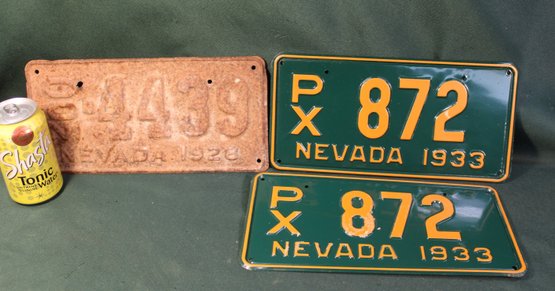 4439
NEVADA 1928
PX 872
NEVADA 1933
PX 872
NEVADA 1933
Shasta
Tonic
Water